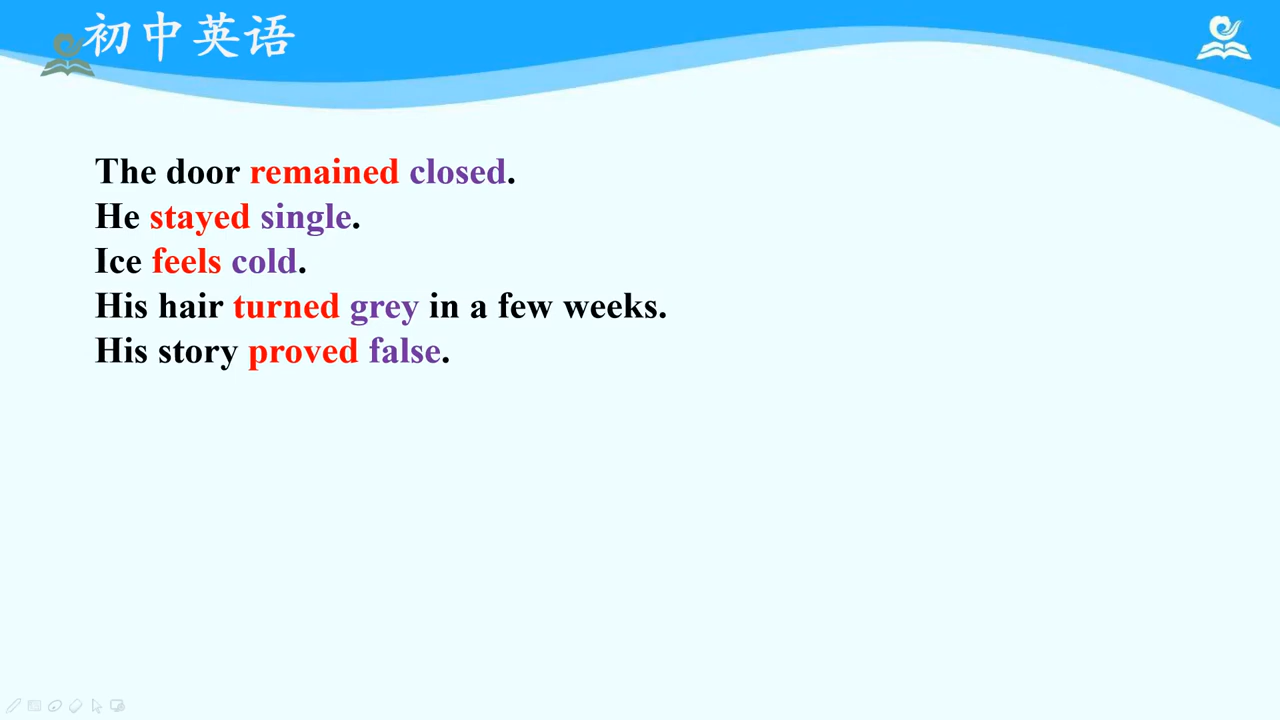 初中英语
The door remained closed.
He stayed single.
Ice feels cold.
His hair turned grey in a few weeks.
His story proved false.